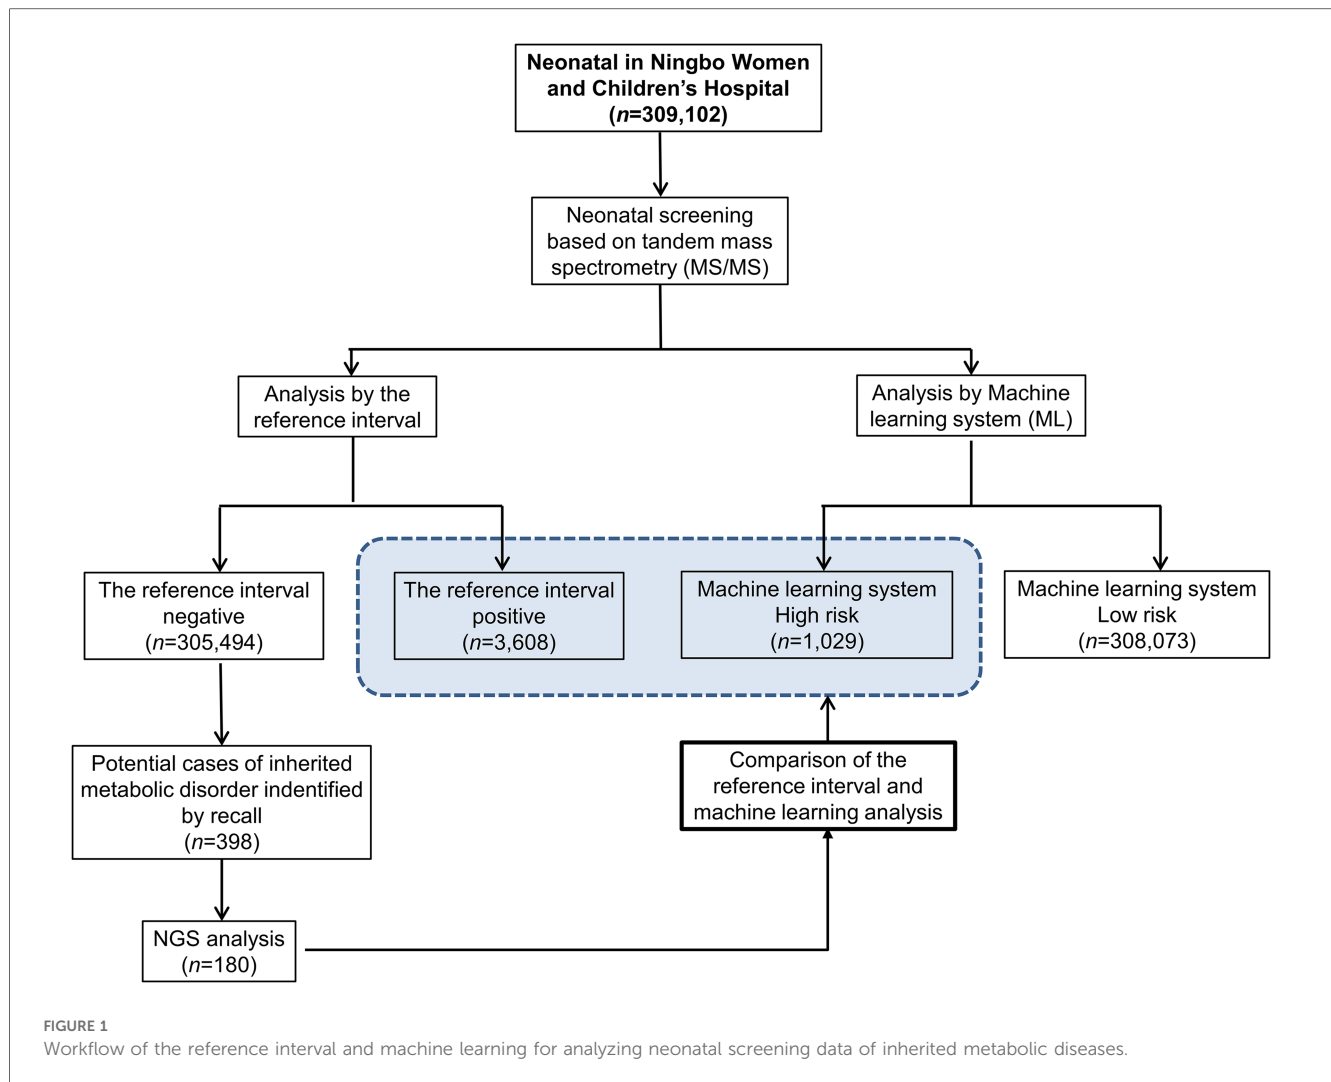 Neonatal in Ningbo Women
and Children’s Hospital
(n=309,102)
Neonatal screening
based on tandem mass
spectrometry (MS/MS)
Analysis by the
reference interval
Analysis by Machine
learning system (ML)
The reference interval
negative
(n=305,494)
The reference interval
positive
(n=3,608)
Machine learning system
High risk
(n=1,029)
Machine learning system
Low risk
(n=308,073)
Potential cases of inherited
metabolic disorder indentified
by recall
(n=398)
Comparison of the
reference interval and
machine learning analysis
NGS analysis
(n=180)
FIGURE 1
Workflow of the reference interval and machine learning for analyzing neonatal screening data of inherited metabolic diseases.